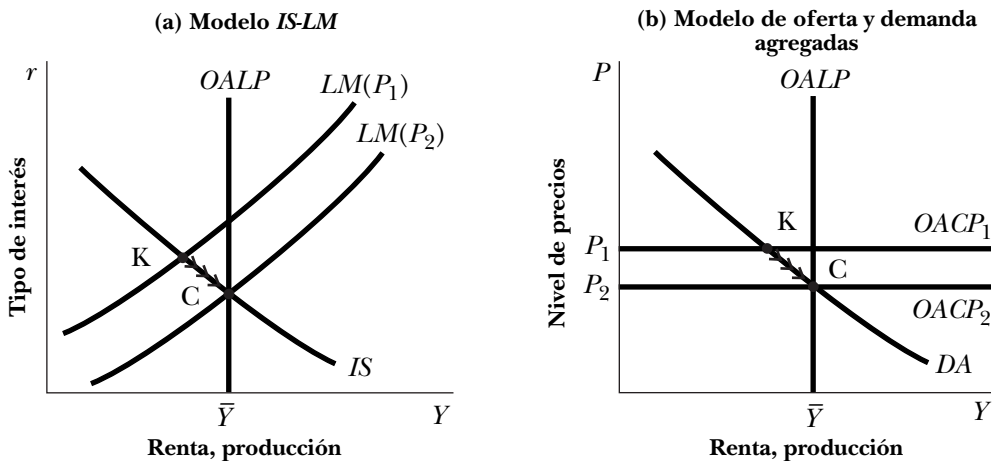 (a) Modelo IS-LM
r
OALP
LM(P₁)
LM(P₂)
Tipo de interés
K
C
IS
Ȳ
Y
Renta, producción
(b) Modelo de oferta y demanda
agregadas
P
OALP
Nivel de precios
K
OACP₁
P₁
C
P₂
OACP₂
DA
Ȳ
Y
Renta, producción